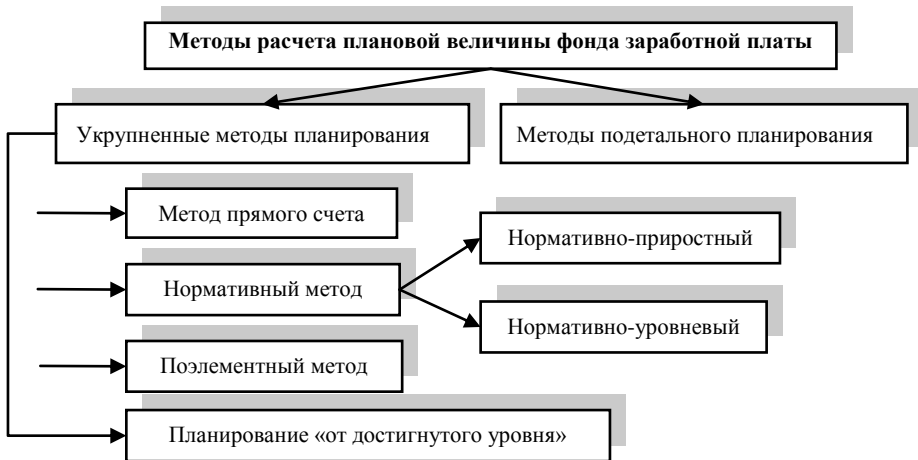 Методы расчета плановой величины фонда заработной платы
Укрупненные методы планирования
Методы подетального планирования
Метод прямого счета
Нормативный метод
Нормативно-приростный
Нормативно-уровневый
Поэлементный метод
Планирование «от достигнутого уровня»